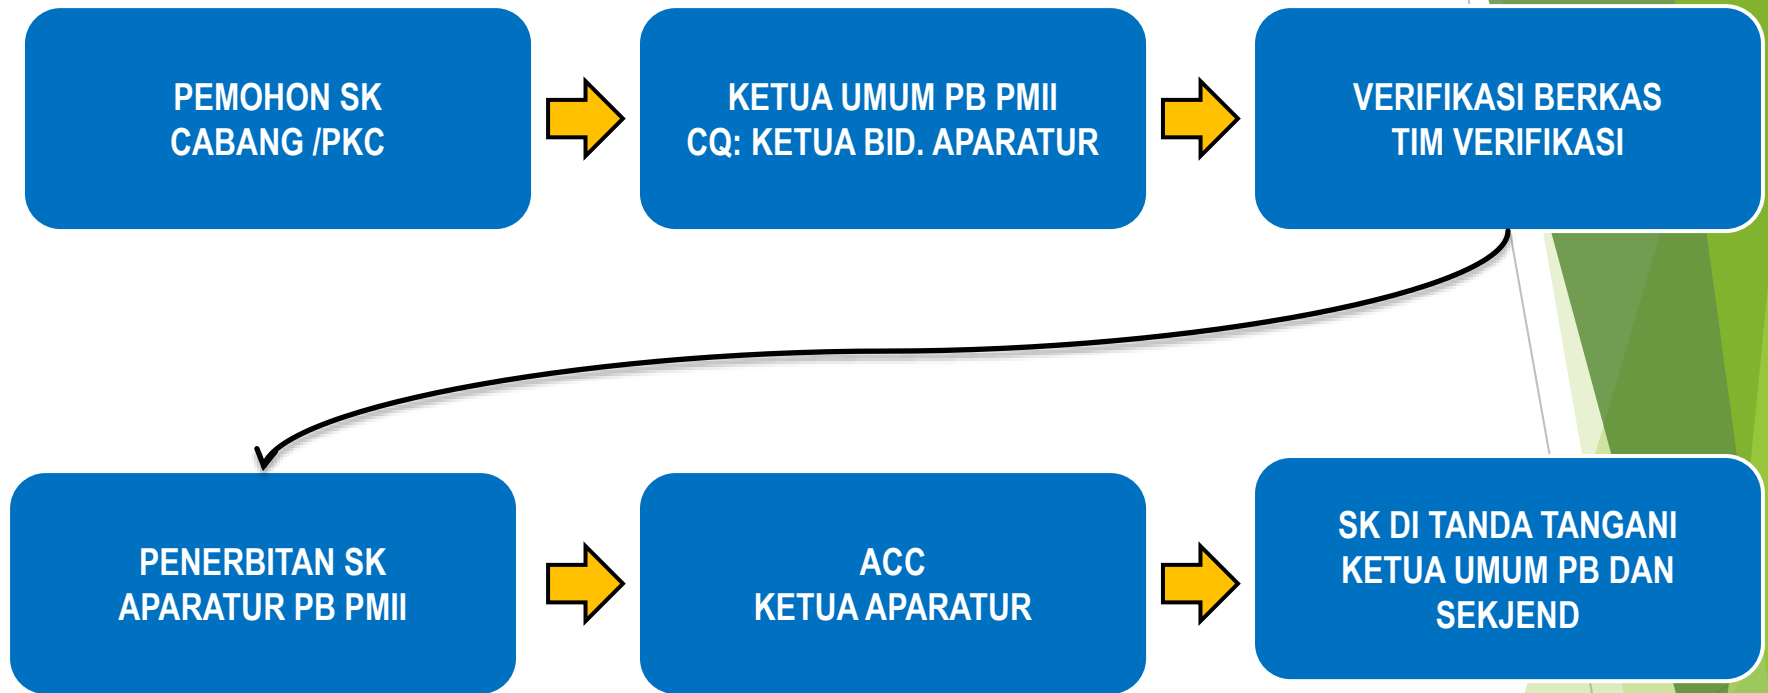 PEMOHON SK
CABANG /PKC
KETUA UMUM PB PMII
CQ: KETUA BID. APARATUR
VERIFIKASI BERKAS
TIM VERIFIKASI
PENERBITAN SK
APARATUR PB PMII
ACC
KETUA APARATUR
SK DI TANDA TANGANI
KETUA UMUM PB DAN
SEKJEND